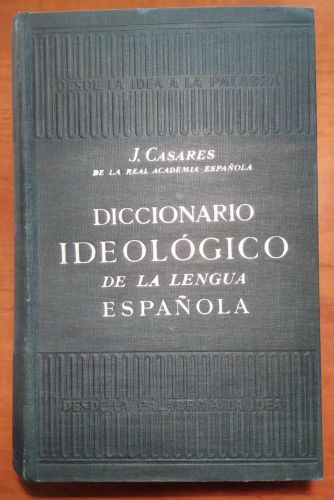 DESDE LA IDEA A LA PALABRA
J. CASARES
DE LA REAL ACADEMIA ESPAÑOLA
DICCIONARIO
IDEOLÓGICO
DE LA LENGUA
ESPAÑOLA
DESDE LA PALABRA A LA IDEA